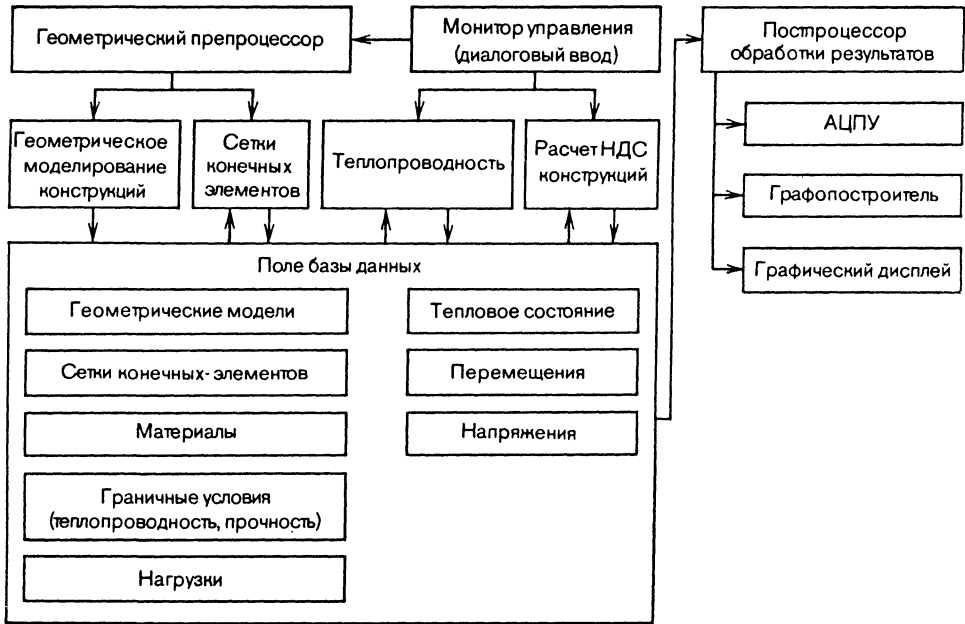 Геометрический препроцессор
Монитор управления
(диалоговый ввод)
Постпроцессор
обработки результатов
Геометрическое
моделирование
конструкций
Сетки
конечных
элементов
Теплопроводность
Расчет НДС
конструкций
АЦПУ
Графопостроитель
Графический дисплей
Поле базы данных
Геометрические модели
Сетки конечных-элементов
Материалы
Граничные условия
(теплопроводность, прочность)
Нагрузки
Тепловое состояние
Перемещения
Напряжения